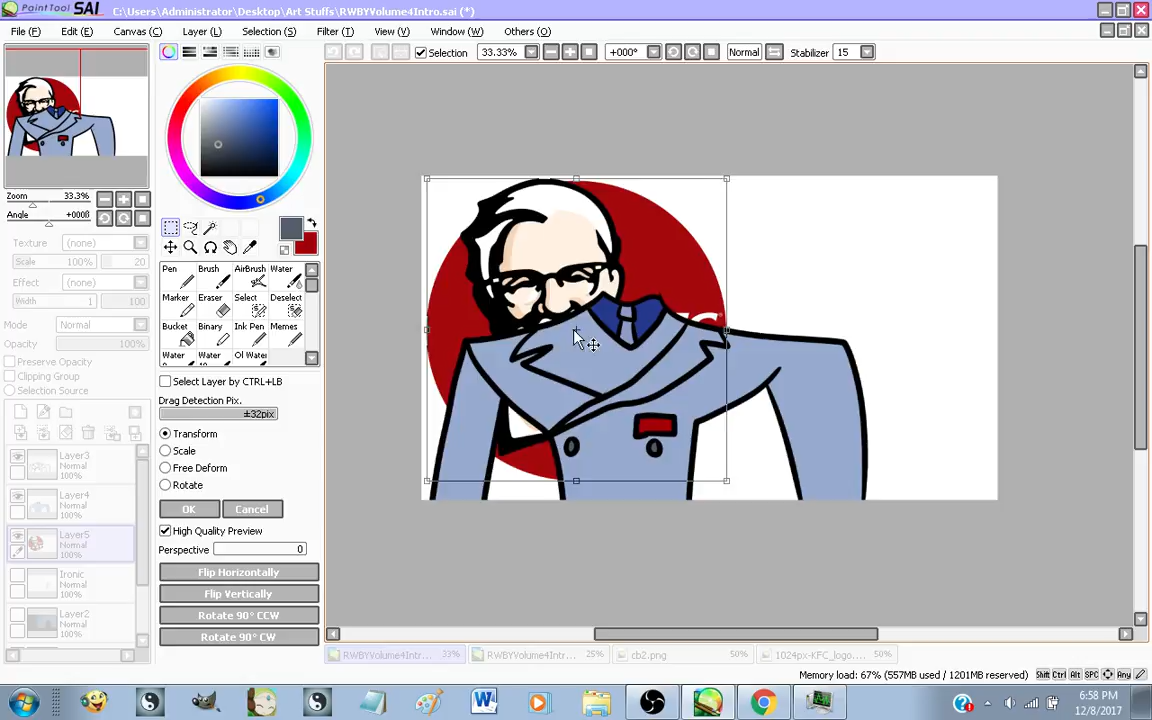 PaintTool SAI C:\Users\Administrator\Desktop\Art Stuffs\RWBYVolume4Intro.sai (*)
File (F) Edit (E) Canvas (C) Layer (L) Selection (S) Filter (T) View (V) Window (W) Others (O)
Selection 33.33% +000° Normal Stabilizer 15
Zoom 33.3%
Angle +000θ
Texture (none)
Scale 100% 20
Effect (none)
Width 1 100
Mode Normal
Opacity 100%
Preserve Opacity
Clipping Group
Selection Source
Layer3
Normal
100%
Layer4
Normal
100%
Layer5
Normal
100%
Ironic
Normal
100%
Layer2
Normal
100%
Pen Brush AirBrush Water
Marker Eraser Select Deselect
Bucket Binary Ink Pen Memes
Water Water Ol Water
Select Layer by CTRL+LB
Drag Detection Pix.
±32pix
Transform
Scale
Free Deform
Rotate
OK Cancel
High Quality Preview
Perspective 0
Flip Horizontally
Flip Vertically
Rotate 90° CCW
Rotate 90° CW
RWBYVolume4Intr... 33% RWBYVolume4Intr... 25% cb2.png 50% 1024px-KFC_logo.... 50%
Memory load: 67% (557MB used / 1201MB reserved) Shift Ctrl Alt SPC Any
6:58 PM
12/8/2017